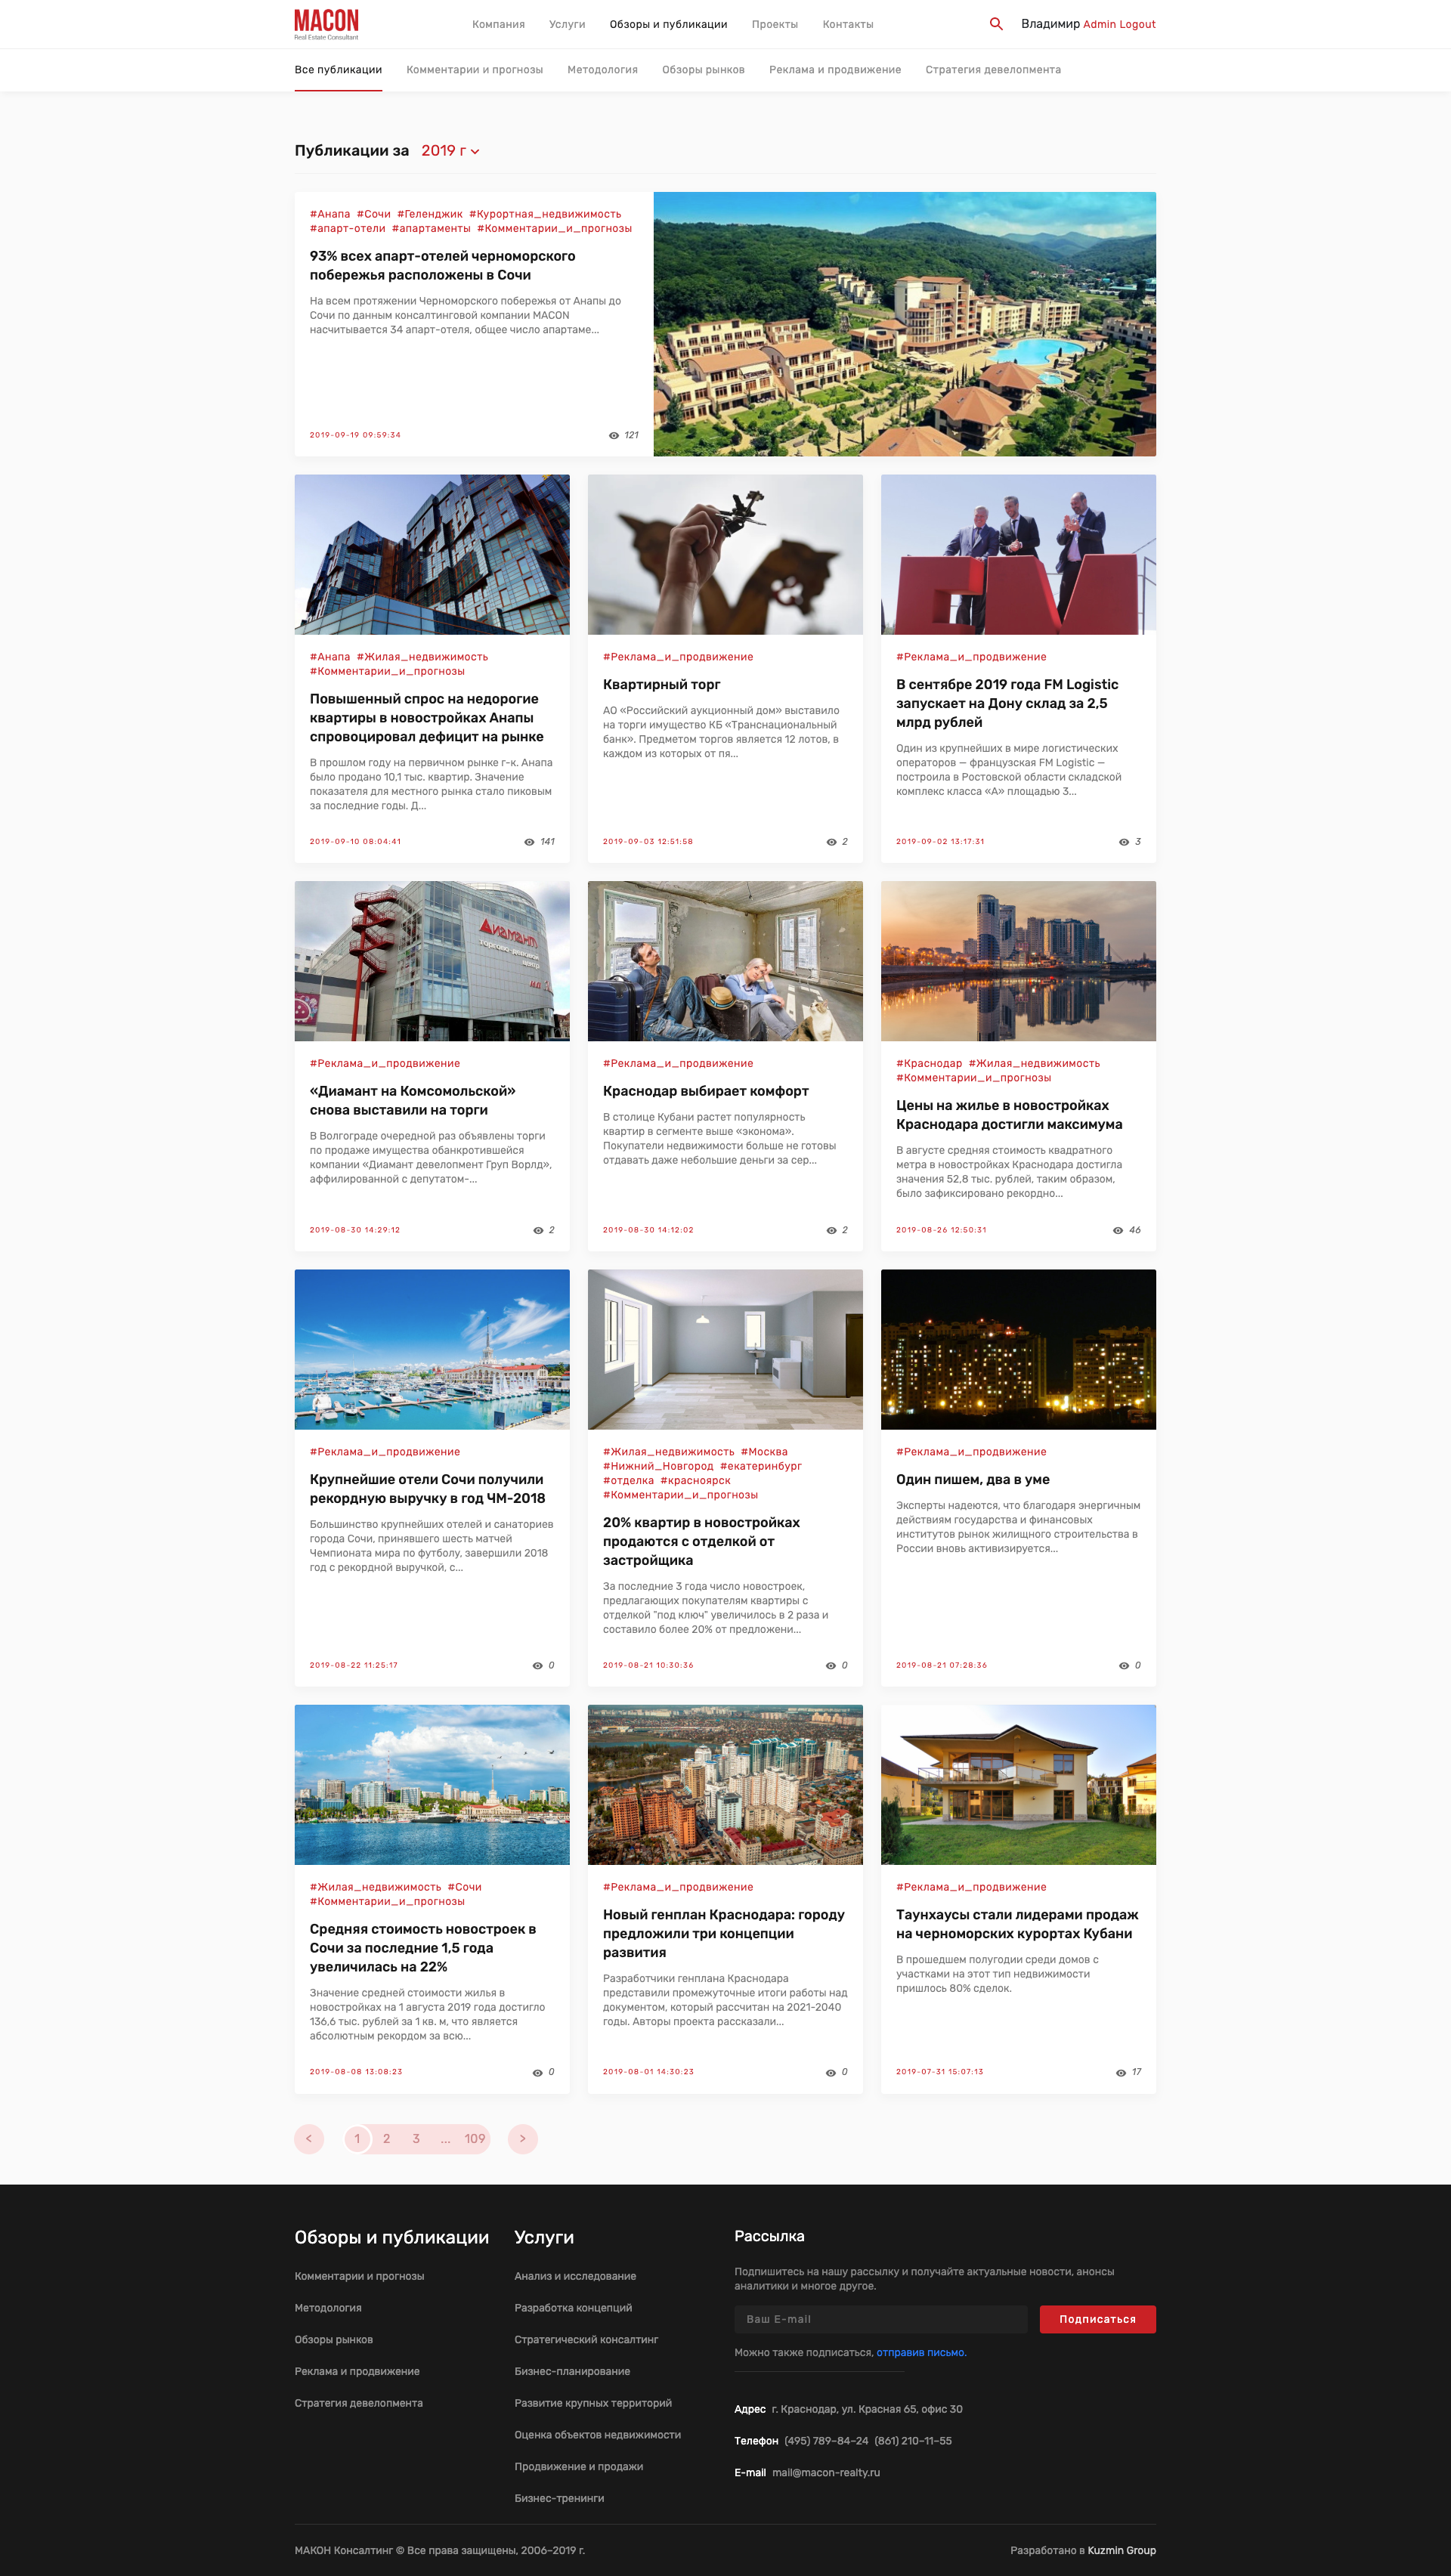 MACON
Real Estate Consultant
Компания Услуги Обзоры и публикации Проекты Контакты
Владимир Admin Logout
Все публикации Комментарии и прогнозы Методология Обзоры рынков Реклама и продвижение Стратегия девелопмента
Публикации за 2019 г
#Анапа #Сочи #Геленджик #Курортная_недвижимость
#апарт-отели #апартаменты #Комментарии_и_прогнозы
93% всех апарт-отелей черноморского
побережья расположены в Сочи
На всем протяжении Черноморского побережья от Анапы до
Сочи по данным консалтинговой компании MACON
насчитывается 34 апарт-отеля, общее число апартаме...
2019-09-19 09:59:34 121
#Анапа #Жилая_недвижимость
#Комментарии_и_прогнозы
Повышенный спрос на недорогие
квартиры в новостройках Анапы
спровоцировал дефицит на рынке
В прошлом году на первичном рынке г-к. Анапа
было продано 10,1 тыс. квартир. Значение
показателя для местного рынка стало пиковым
за последние годы. Д...
2019-09-10 08:04:41 141
#Реклама_и_продвижение
Квартирный торг
АО «Российский аукционный дом» выставило
на торги имущество КБ «Транснациональный
банк». Предметом торгов является 12 лотов, в
каждом из которых от пя...
2019-09-03 12:51:58 2
#Реклама_и_продвижение
В сентябре 2019 года FM Logistic
запускает на Дону склад за 2,5
млрд рублей
Один из крупнейших в мире логистических
операторов — французская FM Logistic —
построила в Ростовской области складской
комплекс класса «А» площадью 3...
2019-09-02 13:17:31 3
Диамант
торгово-деловой
центр
#Реклама_и_продвижение
«Диамант на Комсомольской»
снова выставили на торги
В Волгограде очередной раз объявлены торги
по продаже имущества обанкротившейся
компании «Диамант девелопмент Груп Ворлд»,
аффилированной с депутатом-...
2019-08-30 14:29:12 2
#Реклама_и_продвижение
Краснодар выбирает комфорт
В столице Кубани растет популярность
квартир в сегменте выше «эконома».
Покупатели недвижимости больше не готовы
отдавать даже небольшие деньги за сер...
2019-08-30 14:12:02 2
#Краснодар #Жилая_недвижимость
#Комментарии_и_прогнозы
Цены на жилье в новостройках
Краснодара достигли максимума
В августе средняя стоимость квадратного
метра в новостройках Краснодара достигла
значения 52,8 тыс. рублей, таким образом,
было зафиксировано рекордно...
2019-08-26 12:50:31 46
#Реклама_и_продвижение
Крупнейшие отели Сочи получили
рекордную выручку в год ЧМ-2018
Большинство крупнейших отелей и санаториев
города Сочи, принявшего шесть матчей
Чемпионата мира по футболу, завершили 2018
год с рекордной выручкой, с...
2019-08-22 11:25:17 0
#Жилая_недвижимость #Москва
#Нижний_Новгород #екатеринбург
#отделка #красноярск
#Комментарии_и_прогнозы
20% квартир в новостройках
продаются с отделкой от
застройщика
За последние 3 года число новостроек,
предлагающих покупателям квартиры с
отделкой "под ключ" увеличилось в 2 раза и
составило более 20% от предложени...
2019-08-21 10:30:36 0
#Реклама_и_продвижение
Один пишем, два в уме
Эксперты надеются, что благодаря энергичным
действиям государства и финансовых
институтов рынок жилищного строительства в
России вновь активизируется...
2019-08-21 07:28:36 0
#Жилая_недвижимость #Сочи
#Комментарии_и_прогнозы
Средняя стоимость новостроек в
Сочи за последние 1,5 года
увеличилась на 22%
Значение средней стоимости жилья в
новостройках на 1 августа 2019 года достигло
136,6 тыс. рублей за 1 кв. м, что является
абсолютным рекордом за всю...
2019-08-08 13:08:23 0
#Реклама_и_продвижение
Новый генплан Краснодара: городу
предложили три концепции
развития
Разработчики генплана Краснодара
представили промежуточные итоги работы над
документом, который рассчитан на 2021-2040
годы. Авторы проекта рассказали...
2019-08-01 14:30:23 0
#Реклама_и_продвижение
Таунхаусы стали лидерами продаж
на черноморских курортах Кубани
В прошедшем полугодии среди домов с
участками на этот тип недвижимости
пришлось 80% сделок.
2019-07-31 15:07:13 17
< 1 2 3 ... 109 >
Обзоры и публикации
Комментарии и прогнозы
Методология
Обзоры рынков
Реклама и продвижение
Стратегия девелопмента
Услуги
Анализ и исследование
Разработка концепций
Стратегический консалтинг
Бизнес-планирование
Развитие крупных территорий
Оценка объектов недвижимости
Продвижение и продажи
Бизнес-тренинги
Рассылка
Подпишитесь на нашу рассылку и получайте актуальные новости, анонсы
аналитики и многое другое.
Ваш E-mail Подписаться
Можно также подписаться, отправив письмо.
Адрес г. Краснодар, ул. Красная 65, офис 30
Телефон (495) 789-84-24 (861) 210-11-55
E-mail mail@macon-realty.ru
МАКОН Консалтинг © Все права защищены, 2006-2019 г.
Разработано в Kuzmin Group